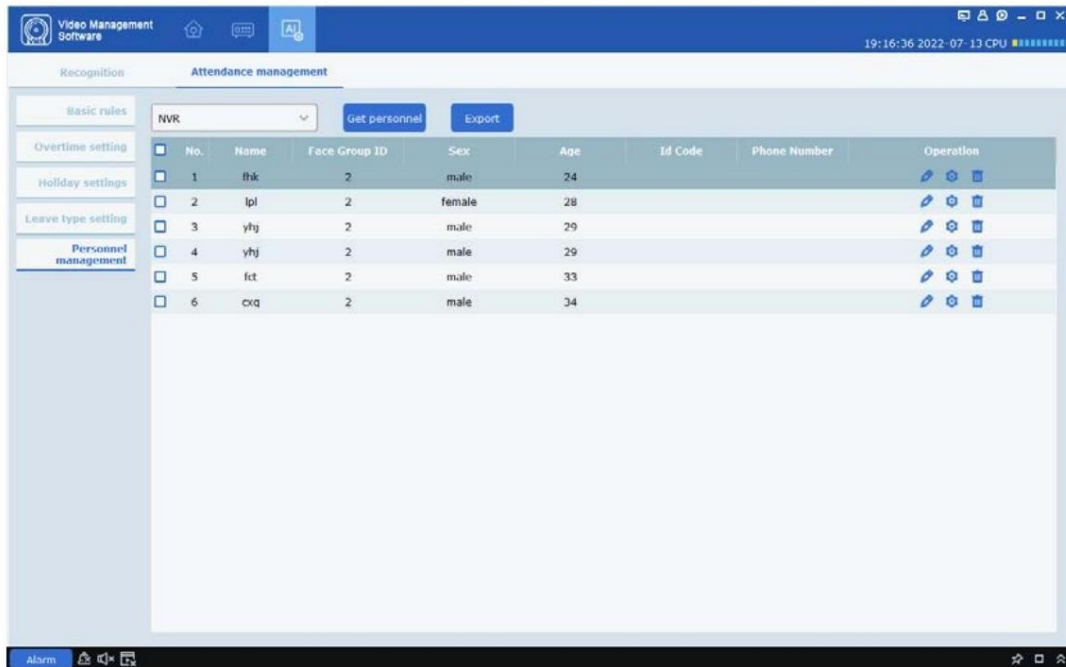 Video Management
Software
AI
19:16:36 2022-07-13 CPU
Recognition
Attendance management
Basic rules
Overtime setting
Holiday settings
Leave type setting
Personnel
management
NVR
Get personnel
Export
No. Name Face Group ID Sex Age Id Code Phone Number Operation
1 fhk 2 male 24
2 lpl 2 female 28
3 yhj 2 male 29
4 yhj 2 male 29
5 fct 2 male 33
6 cxq 2 male 34
Alarm